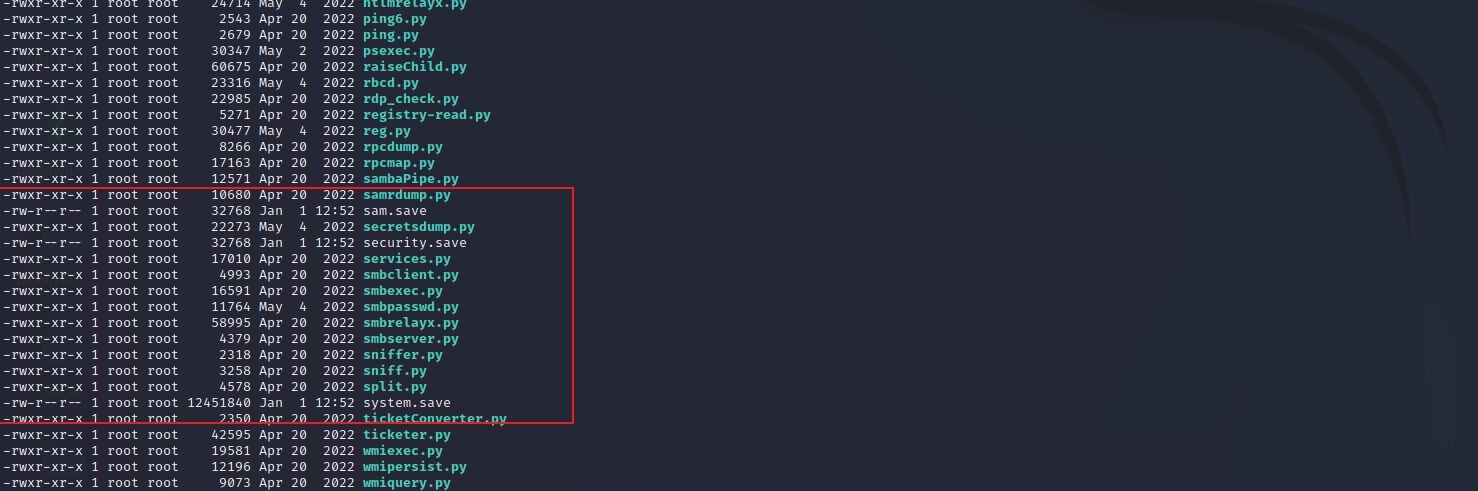 -rwxr-xr-x 1 root root    24714 May  4  2022 ntlmrelayx.py
-rwxr-xr-x 1 root root     2543 Apr 20  2022 ping6.py
-rwxr-xr-x 1 root root     2679 Apr 20  2022 ping.py
-rwxr-xr-x 1 root root    30347 May  2  2022 psexec.py
-rwxr-xr-x 1 root root    60675 Apr 20  2022 raiseChild.py
-rwxr-xr-x 1 root root    23316 May  4  2022 rbcd.py
-rwxr-xr-x 1 root root    22985 Apr 20  2022 rdp_check.py
-rwxr-xr-x 1 root root     5271 Apr 20  2022 registry-read.py
-rwxr-xr-x 1 root root    30477 May  4  2022 reg.py
-rwxr-xr-x 1 root root     8266 Apr 20  2022 rpcdump.py
-rwxr-xr-x 1 root root    17163 Apr 20  2022 rpcmap.py
-rwxr-xr-x 1 root root    12571 Apr 20  2022 sambaPipe.py
-rwxr-xr-x 1 root root    10680 Apr 20  2022 samrdump.py
-rw-r--r-- 1 root root    32768 Jan  1 12:52 sam.save
-rwxr-xr-x 1 root root    22273 May  4  2022 secretsdump.py
-rw-r--r-- 1 root root    32768 Jan  1 12:52 security.save
-rwxr-xr-x 1 root root    17010 Apr 20  2022 services.py
-rwxr-xr-x 1 root root     4993 Apr 20  2022 smbclient.py
-rwxr-xr-x 1 root root    16591 Apr 20  2022 smbexec.py
-rwxr-xr-x 1 root root    11764 May  4  2022 smbpasswd.py
-rwxr-xr-x 1 root root    58995 Apr 20  2022 smbrelayx.py
-rwxr-xr-x 1 root root     4379 Apr 20  2022 smbserver.py
-rwxr-xr-x 1 root root     2318 Apr 20  2022 sniffer.py
-rwxr-xr-x 1 root root     3258 Apr 20  2022 sniff.py
-rwxr-xr-x 1 root root     4578 Apr 20  2022 split.py
-rw-r--r-- 1 root root 12451840 Jan  1 12:52 system.save
-rwxr-xr-x 1 root root     2350 Apr 20  2022 ticketConverter.py
-rwxr-xr-x 1 root root    42595 Apr 20  2022 ticketer.py
-rwxr-xr-x 1 root root    19581 Apr 20  2022 wmiexec.py
-rwxr-xr-x 1 root root    12196 Apr 20  2022 wmipersist.py
-rwxr-xr-x 1 root root     9073 Apr 20  2022 wmiquery.py